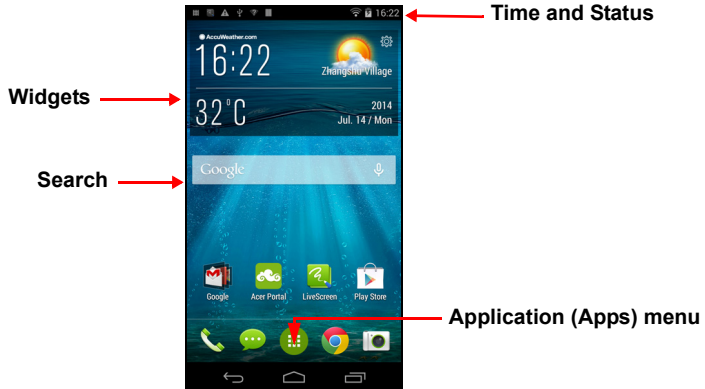 16:22
Time and Status
AccuWeather.com
16:22
Zhangshu Village
Widgets
32°C
2014
Jul. 14 / Mon
Search
Google
Google
Acer Portal
LiveScreen
Play Store
Application (Apps) menu